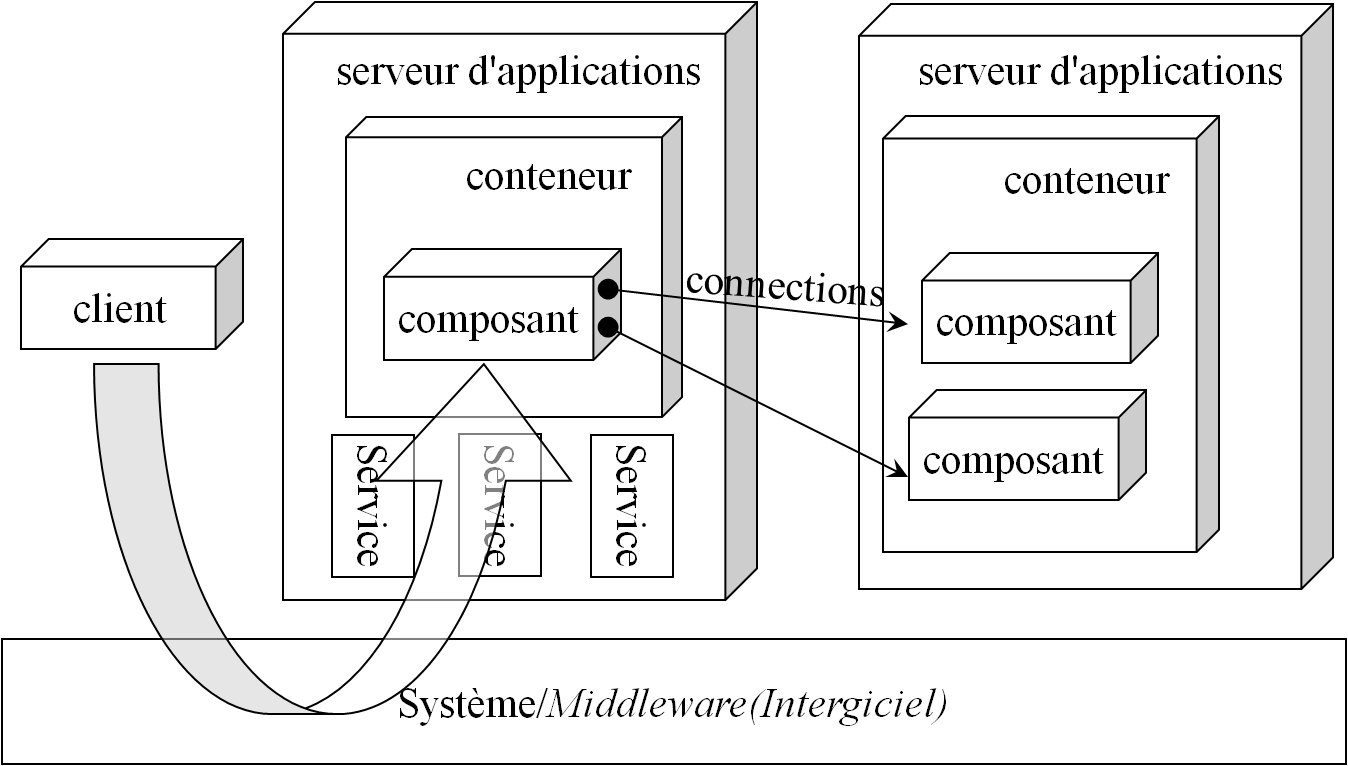 serveur d'applications
serveur d'applications
conteneur
conteneur
client
composant
connections
composant
composant
Service
Service
Service
Système/Middleware(Intergiciel)